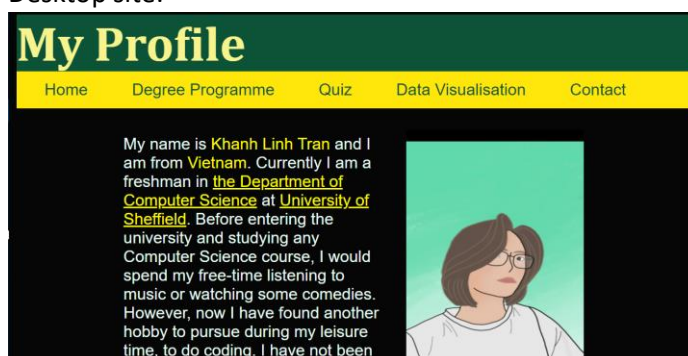 Desktop site:
My Profile
Home Degree Programme Quiz Data Visualisation Contact
My name is Khanh Linh Tran and I
am from Vietnam. Currently I am a
freshman in the Department of
Computer Science at University of
Sheffield. Before entering the
university and studying any
Computer Science course, I would
spend my free-time listening to
music or watching some comedies.
However, now I have found another
hobby to pursue during my leisure
time, to do coding. I have not been